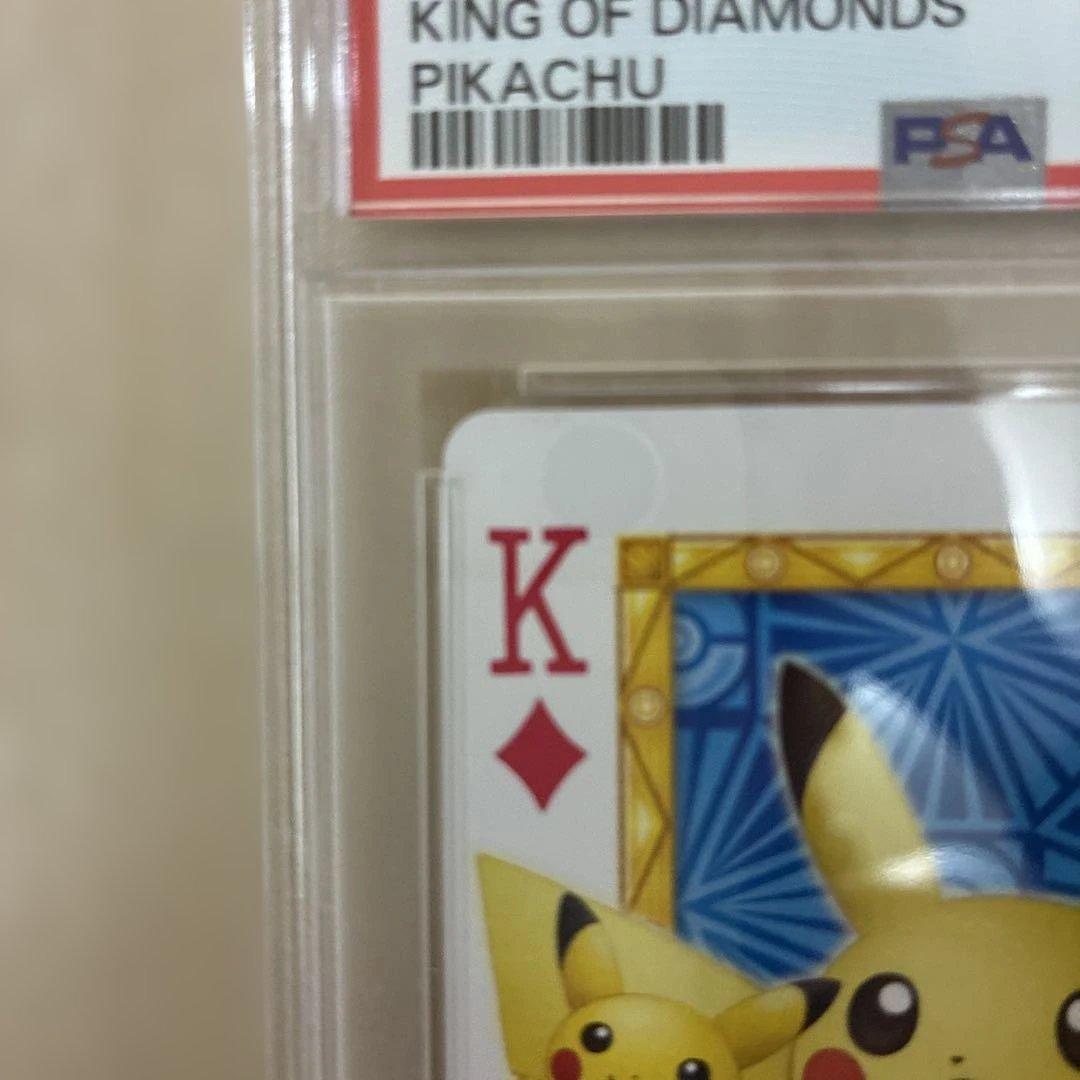 KING OF DIAMONDS
PIKACHU
PSA
K